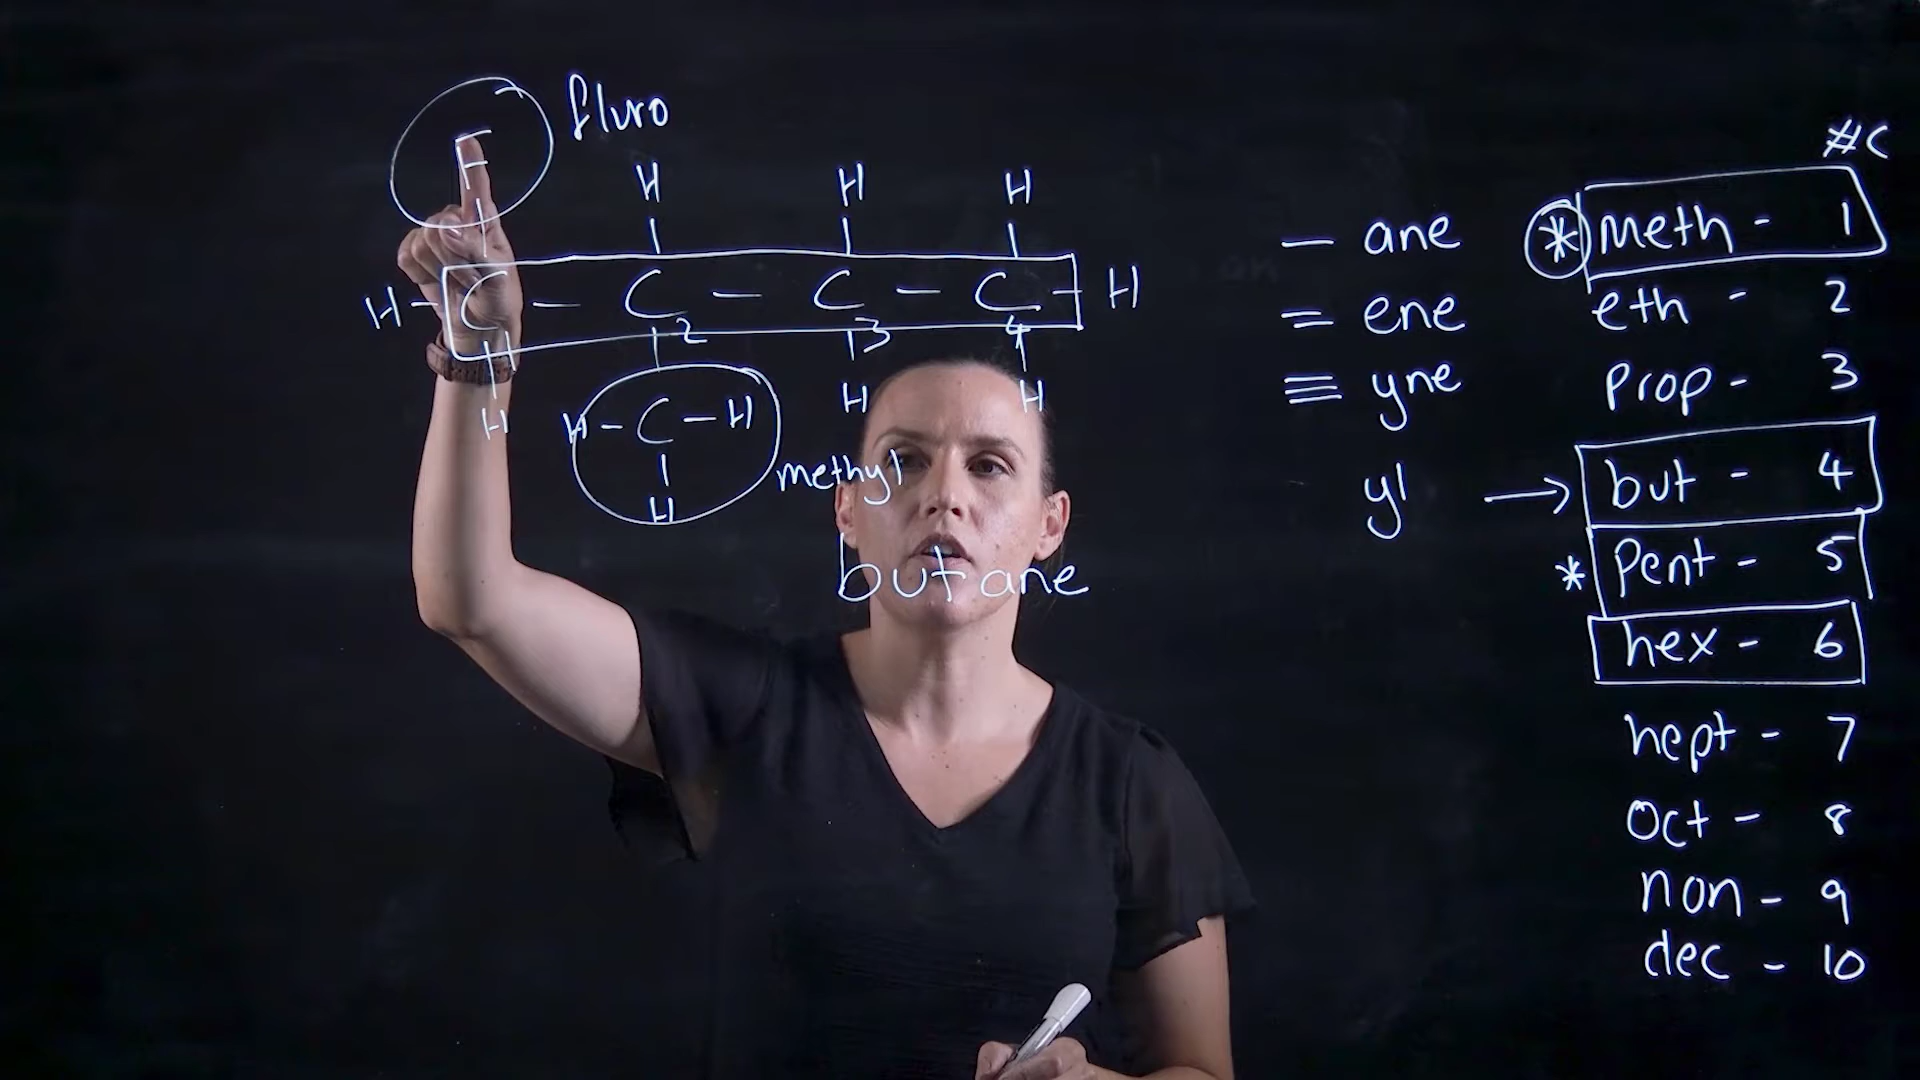 F fluro
H H H
H - C - C - C - C - H
1 2 3 4
H H - C - H H H
H methyl
butane
— ane
= ene
≡ yne
yl
#C
* meth - 1
eth - 2
prop - 3
→ but - 4
* Pent - 5
hex - 6
hept - 7
Oct - 8
non - 9
dec - 10